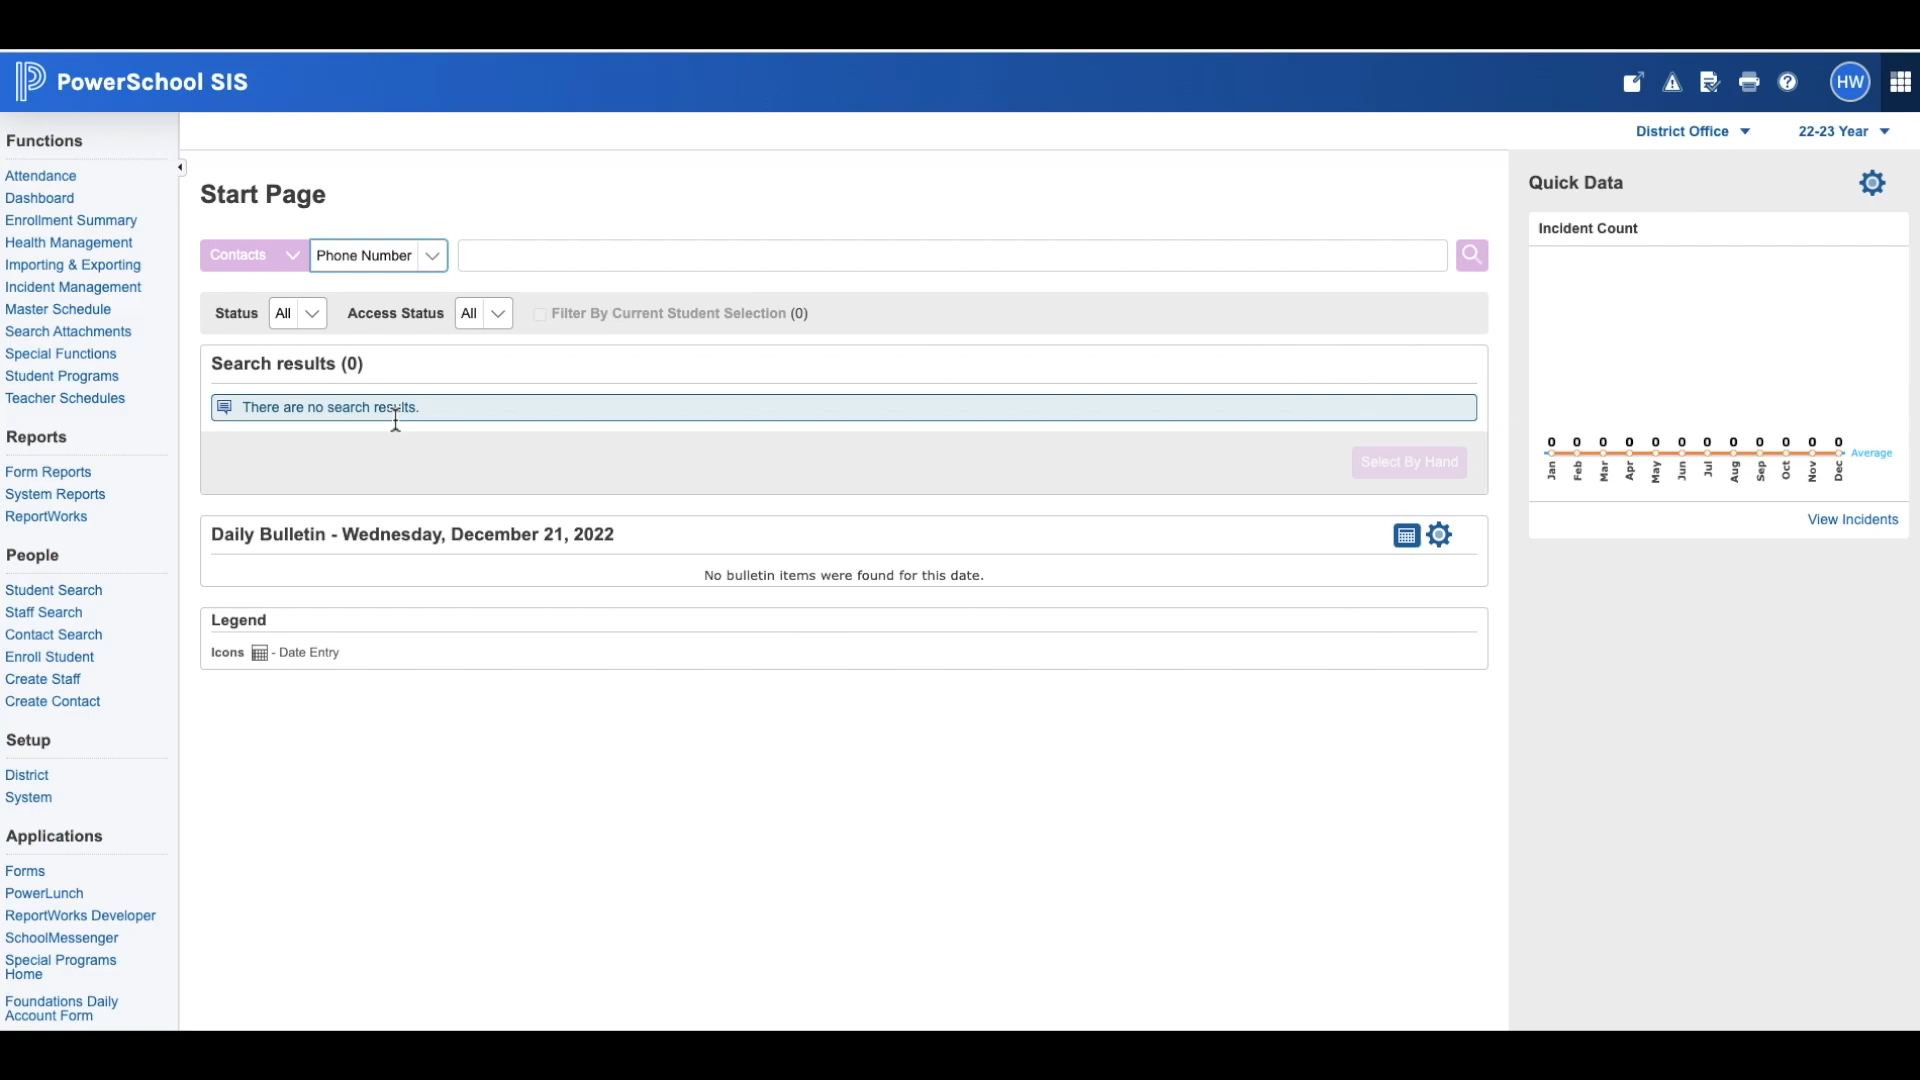 PowerSchool SIS
HW
District Office
22-23 Year
Functions
Attendance
Dashboard
Enrollment Summary
Health Management
Importing & Exporting
Incident Management
Master Schedule
Search Attachments
Special Functions
Student Programs
Teacher Schedules
Reports
Form Reports
System Reports
ReportWorks
People
Student Search
Staff Search
Contact Search
Enroll Student
Create Staff
Create Contact
Setup
District
System
Applications
Forms
PowerLunch
ReportWorks Developer
SchoolMessenger
Special Programs
Home
Foundations Daily
Account Form
Start Page
Contacts Phone Number
Status All Access Status All Filter By Current Student Selection (0)
Search results (0)
There are no search results.
Select By Hand
Daily Bulletin - Wednesday, December 21, 2022
No bulletin items were found for this date.
Legend
Icons - Date Entry
Quick Data
Incident Count
0 0 0 0 0 0 0 0 0 0 0 0
Average
Jan Feb Mar Apr May Jun Jul Aug Sep Oct Nov Dec
View Incidents